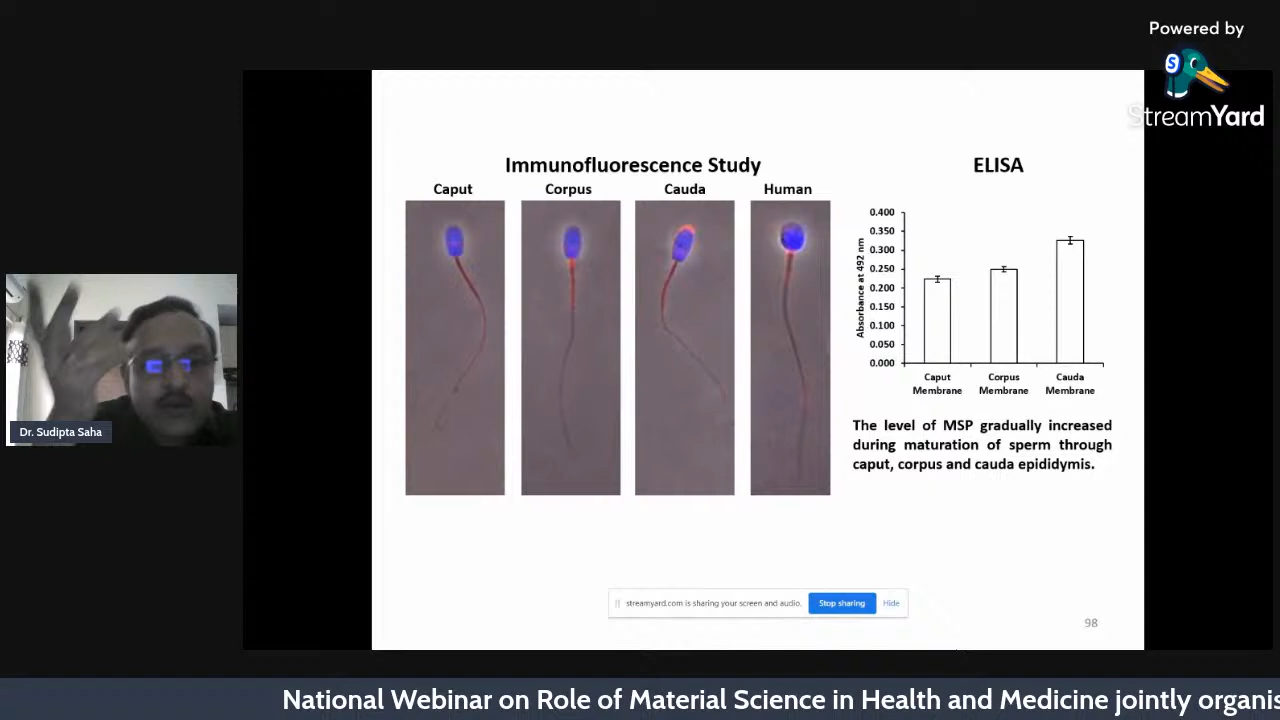 Powered by
StreamYard
Immunofluorescence Study
ELISA
Caput
Corpus
Cauda
Human
0.400
0.350
0.300
0.250
0.200
0.150
0.100
0.050
0.000
Absorbance at 492 nm
Caput
Membrane
Corpus
Membrane
Cauda
Membrane
The level of MSP gradually increased
during maturation of sperm through
caput, corpus and cauda epididymis.
Dr. Sudipta Saha
streamyard.com is sharing your screen and audio.
Stop sharing
Hide
98
National Webinar on Role of Material Science in Health and Medicine jointly organis